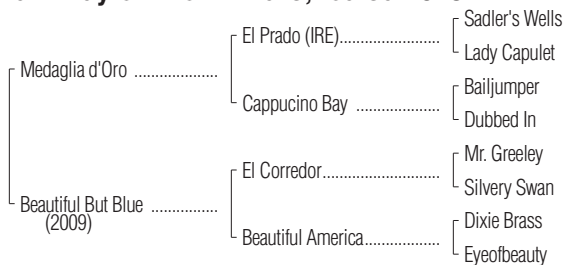 Sadler's Wells
El Prado (IRE)....................
Lady Capulet
Medaglia d'Oro ....................
Bailjumper
Cappucino Bay ....................
Dubbed In
Mr. Greeley
El Corredor............................
Silvery Swan
Beautiful But Blue ................
(2009)
Dixie Brass
Beautiful America..................
Eyeofbeauty